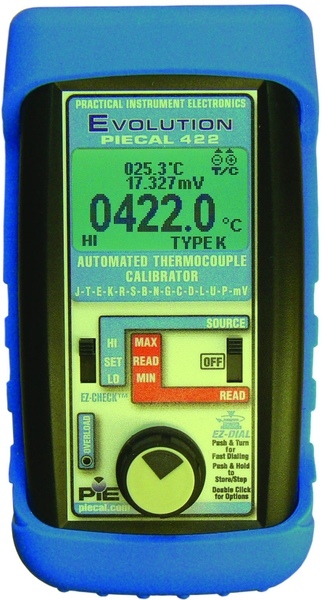 PRACTICAL INSTRUMENT ELECTRONICS
EVOLUTION
PIECAL 422
025.3°C
17.327mV
T/C
0422.0 °C
HI TYPE K
AUTOMATED THERMOCOUPLE
CALIBRATOR
J-T-E-K-R-S-B-N-G-C-D-L-U-P-mV
SOURCE
HI MAX
SET READ OFF
LO MIN
EZ-CHECK™ READ
OVERLOAD
EZ-DIAL
Push & Turn
for
Fast Dialing
Push & Hold
to
Store/Stop
Double Click
for Options
PIE
piecal.com